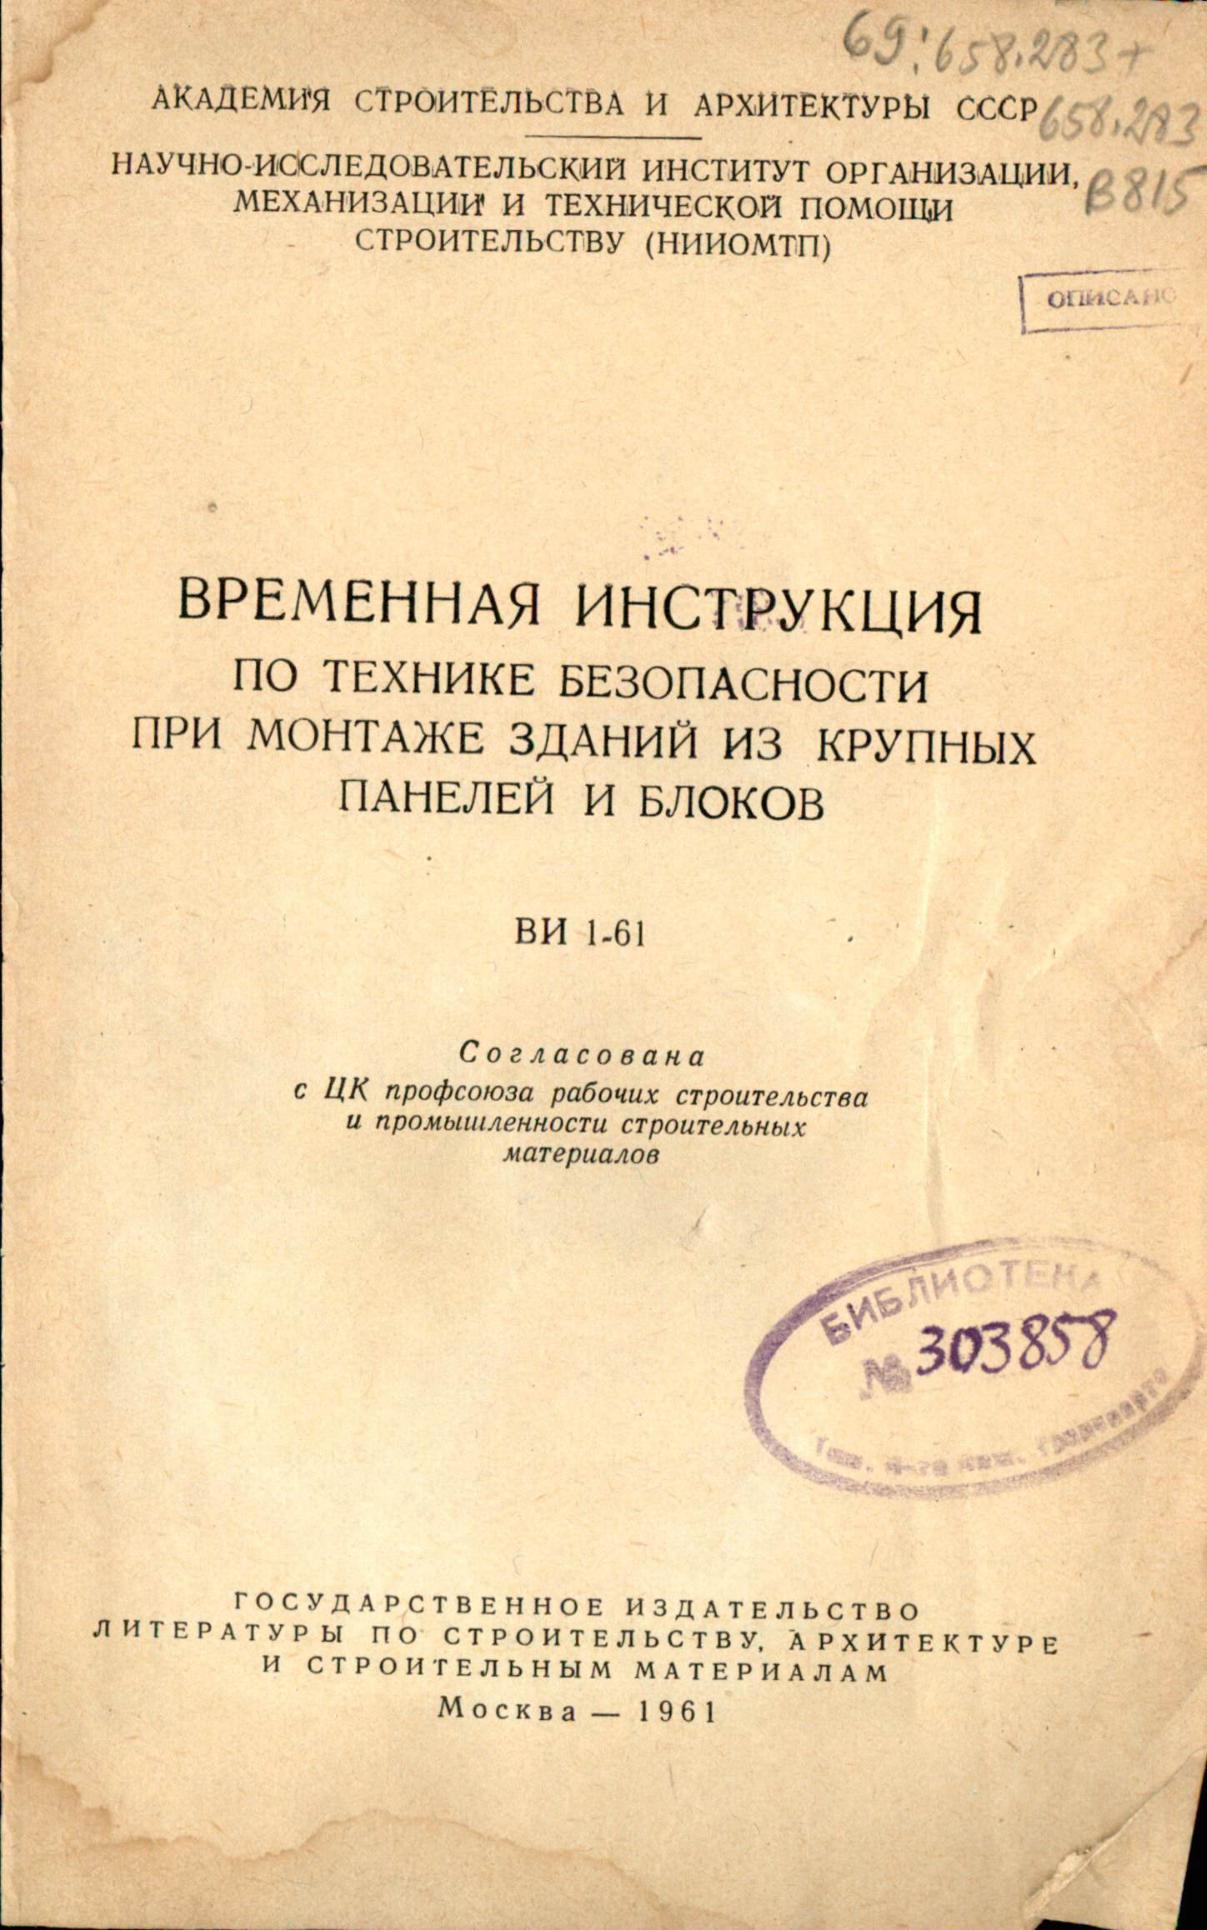 69:658.283+
АКАДЕМИЯ СТРОИТЕЛЬСТВА И АРХИТЕКТУРЫ СССР
658.283
НАУЧНО-ИССЛЕДОВАТЕЛЬСКИЙ ИНСТИТУТ ОРГАНИЗАЦИИ,
МЕХАНИЗАЦИИ И ТЕХНИЧЕСКОЙ ПОМОЩИ
СТРОИТЕЛЬСТВУ (НИИОМТП)
В815
ОПИСАНО
ВРЕМЕННАЯ ИНСТРУКЦИЯ
ПО ТЕХНИКЕ БЕЗОПАСНОСТИ
ПРИ МОНТАЖЕ ЗДАНИЙ ИЗ КРУПНЫХ
ПАНЕЛЕЙ И БЛОКОВ
ВИ 1-61
Согласована
с ЦК профсоюза рабочих строительства
и промышленности строительных
материалов
БИБЛИОТЕКА
№ 303858
ГОСУДАРСТВЕННОЕ ИЗДАТЕЛЬСТВО
ЛИТЕРАТУРЫ ПО СТРОИТЕЛЬСТВУ, АРХИТЕКТУРЕ
И СТРОИТЕЛЬНЫМ МАТЕРИАЛАМ
Москва — 1961